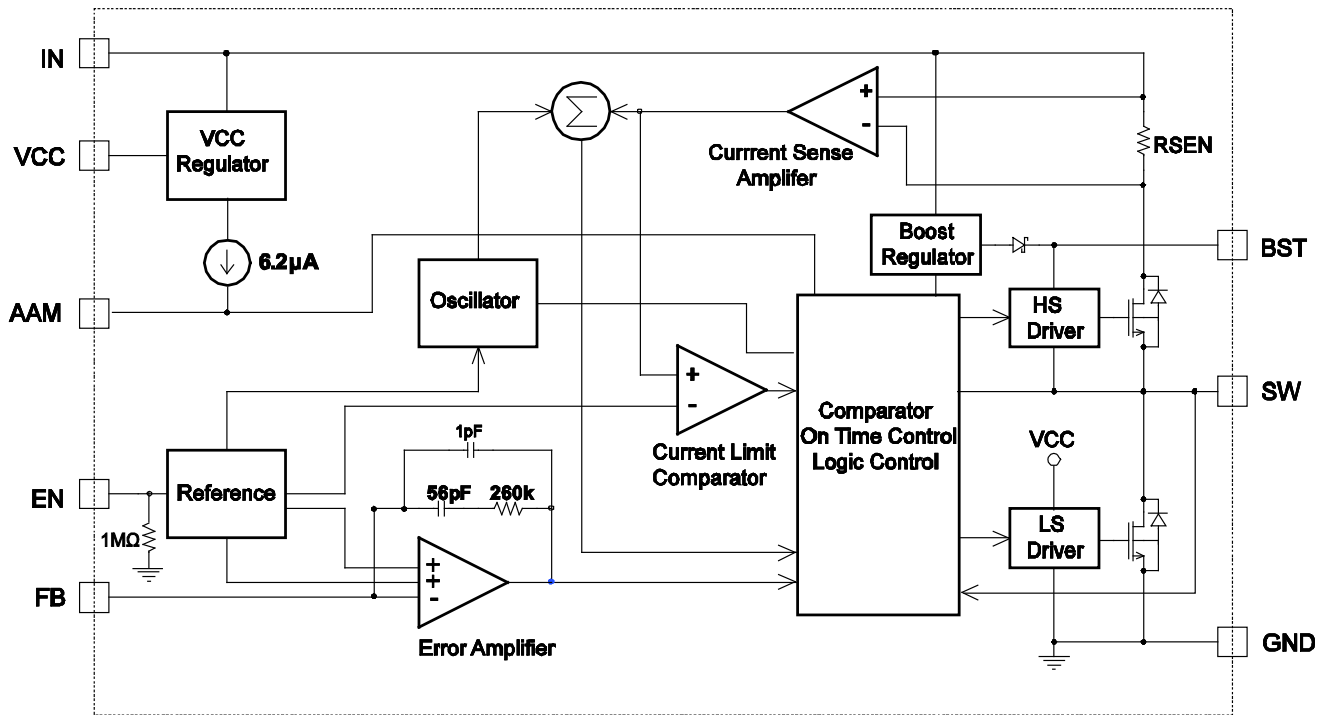 IN
VCC
AAM
EN
FB
VCC
Regulator
6.2µA
Oscillator
Reference
1MΩ
Σ
+
-
Currrent Sense
Amplifer
RSEN
Boost
Regulator
BST
HS
Driver
SW
+
-
Current Limit
Comparator
Comparator
On Time Control
Logic Control
VCC
LS
Driver
GND
1pF
56pF
260k
+
+
-
Error Amplifier